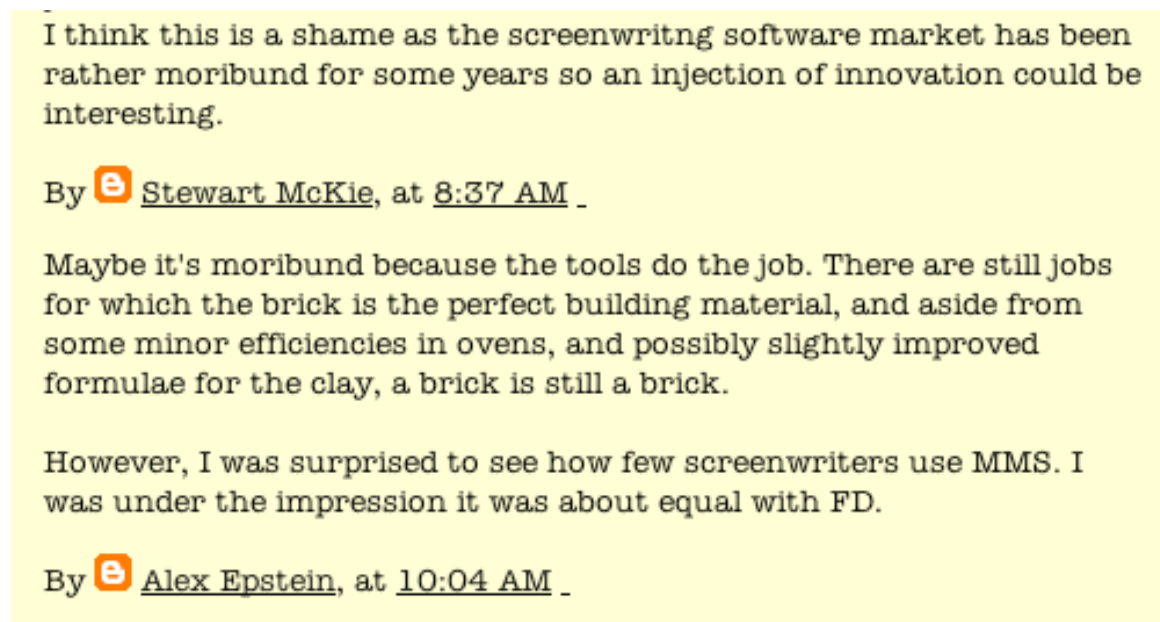 I think this is a shame as the screenwritng software market has been
rather moribund for some years so an injection of innovation could be
interesting.
By Stewart McKie, at 8:37 AM
Maybe it's moribund because the tools do the job. There are still jobs
for which the brick is the perfect building material, and aside from
some minor efficiencies in ovens, and possibly slightly improved
formulae for the clay, a brick is still a brick.
However, I was surprised to see how few screenwriters use MMS. I
was under the impression it was about equal with FD.
By Alex Epstein, at 10:04 AM